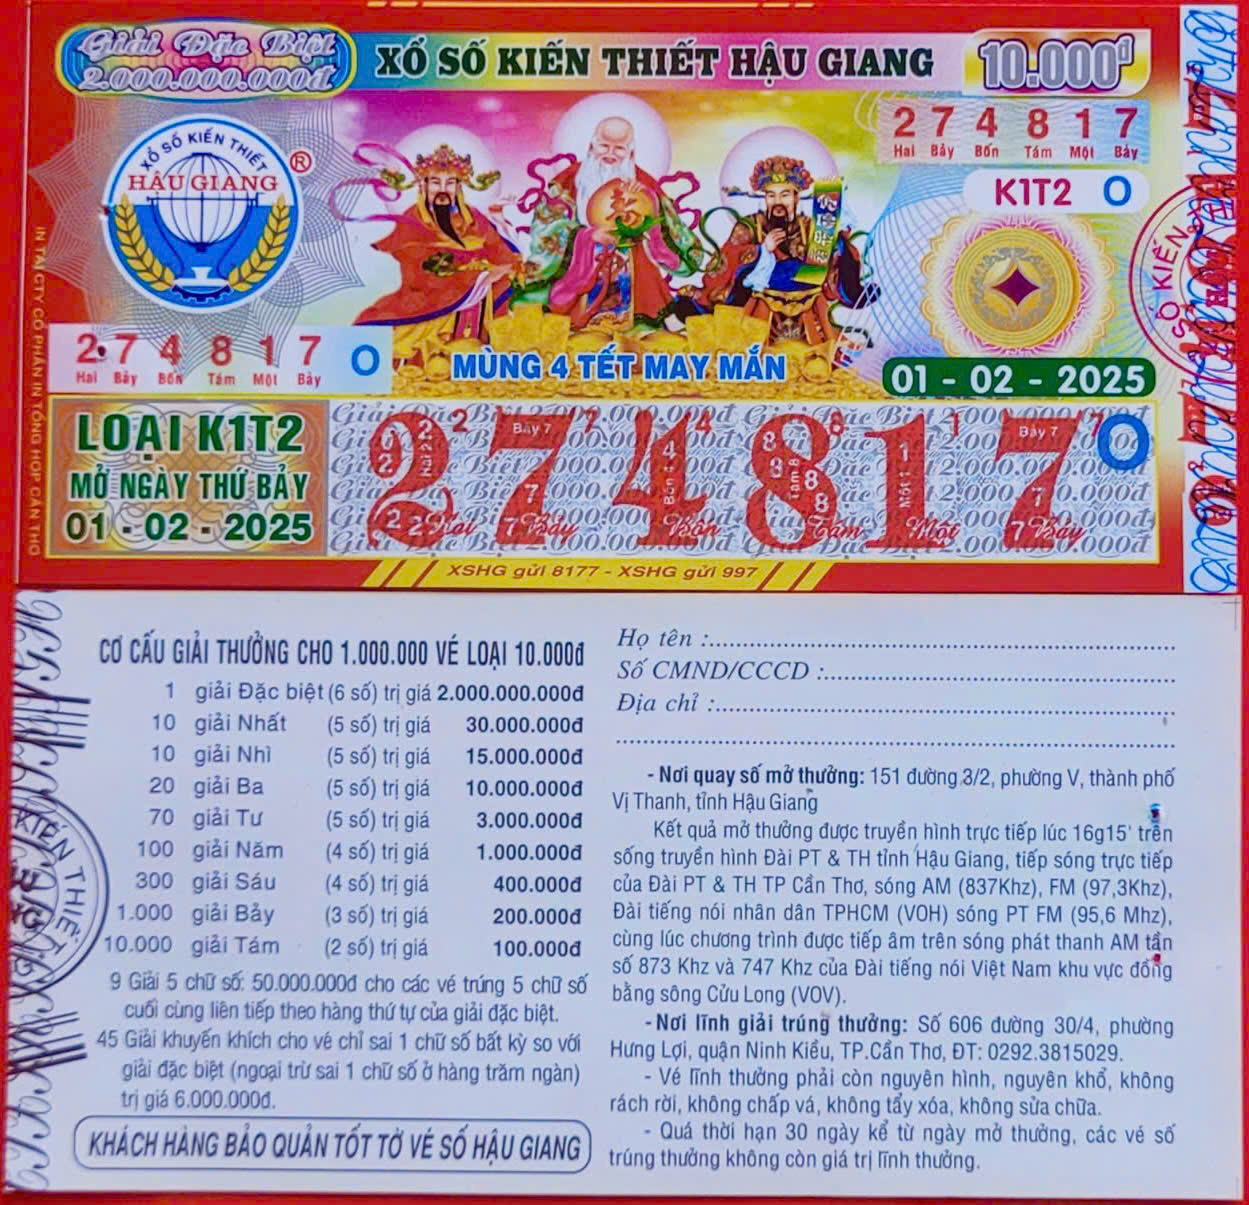 Giải Đặc Biệt
2.000.000.000đ
XỔ SỐ KIẾN THIẾT HẬU GIANG
10.000đ
2 7 4 8 1 7
Hai Bảy Bốn Tám Một Bảy
K1T2 O
XỔ SỐ KIẾN THIẾT
HẬU GIANG
®
2 7 4 8 1 7 O
Hai Bảy Bốn Tám Một Bảy
MÙNG 4 TẾT MAY MẮN
01 - 02 - 2025
LOẠI K1T2
MỞ NGÀY THỨ BẢY
01 - 02 - 2025
274817 O
Hai Bảy Bốn Tám Một Bảy
XSHG gửi 8177 - XSHG gửi 997
IN TẠI CTY CỔ PHẦN IN TỔNG HỢP CẦN THƠ
CƠ CẤU GIẢI THƯỞNG CHO 1.000.000 VÉ LOẠI 10.000đ
1 giải Đặc biệt (6 số) trị giá 2.000.000.000đ
10 giải Nhất (5 số) trị giá 30.000.000đ
10 giải Nhì (5 số) trị giá 15.000.000đ
20 giải Ba (5 số) trị giá 10.000.000đ
70 giải Tư (5 số) trị giá 3.000.000đ
100 giải Năm (4 số) trị giá 1.000.000đ
300 giải Sáu (4 số) trị giá 400.000đ
1.000 giải Bảy (3 số) trị giá 200.000đ
10.000 giải Tám (2 số) trị giá 100.000đ
9 Giải 5 chữ số: 50.000.000đ cho các vé trúng 5 chữ số
cuối cùng liên tiếp theo hàng thứ tự của giải đặc biệt.
45 Giải khuyến khích cho vé chỉ sai 1 chữ số bất kỳ so với
giải đặc biệt (ngoại trừ sai 1 chữ số ở hàng trăm ngàn)
trị giá 6.000.000đ.
KHÁCH HÀNG BẢO QUẢN TỐT TỜ VÉ SỐ HẬU GIANG
KIẾN THIẾT
Họ tên :
Số CMND/CCCD :
Địa chỉ :
- Nơi quay số mở thưởng: 151 đường 3/2, phường V, thành phố
Vị Thanh, tỉnh Hậu Giang
Kết quả mở thưởng được truyền hình trực tiếp lúc 16g15' trên
sóng truyền hình Đài PT & TH tỉnh Hậu Giang, tiếp sóng trực tiếp
của Đài PT & TH TP Cần Thơ, sóng AM (837Khz), FM (97,3Khz),
Đài tiếng nói nhân dân TPHCM (VOH) sóng PT FM (95,6 Mhz),
cùng lúc chương trình được tiếp âm trên sóng phát thanh AM tần
số 873 Khz và 747 Khz của Đài tiếng nói Việt Nam khu vực đồng
bằng sông Cửu Long (VOV).
- Nơi lĩnh giải trúng thưởng: Số 606 đường 30/4, phường
Hưng Lợi, quận Ninh Kiều, TP.Cần Thơ, ĐT: 0292.3815029.
- Vé lĩnh thưởng phải còn nguyên hình, nguyên khổ, không
rách rời, không chấp vá, không tẩy xóa, không sửa chữa.
- Quá thời hạn 30 ngày kể từ ngày mở thưởng, các vé số
trúng thưởng không còn giá trị lĩnh thưởng.